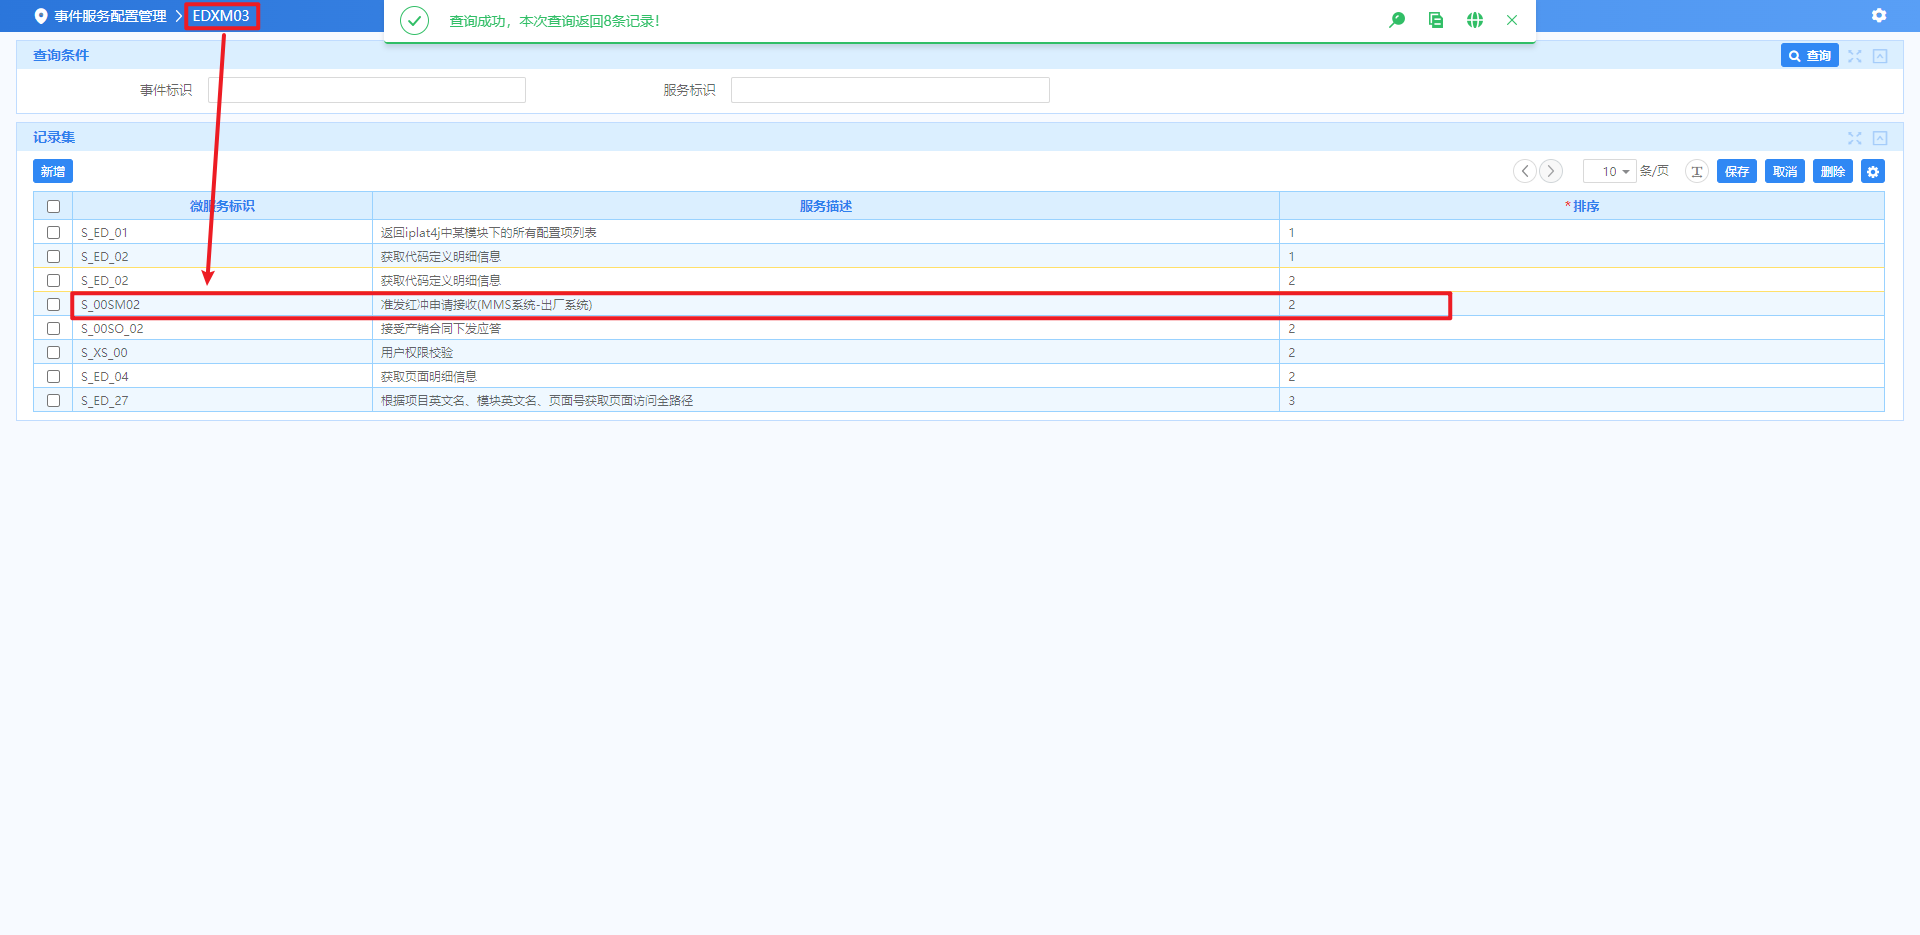 事件服务配置管理 > EDXM03
查询成功，本次查询返回8条记录!
查询条件
查询
事件标识
服务标识
记录集
新增
10 条/页 T 保存 取消 删除
微服务标识 服务描述 *排序
S_ED_01 返回iplat4j中某模块下的所有配置项列表 1
S_ED_02 获取代码定义明细信息 1
S_ED_02 获取代码定义明细信息 2
S_00SM02 准发红冲申请接收(MMS系统-出厂系统) 2
S_00SO_02 接受产销合同下发应答 2
S_XS_00 用户权限校验 2
S_ED_04 获取页面明细信息 2
S_ED_27 根据项目英文名、模块英文名、页面号获取页面访问全路径 3